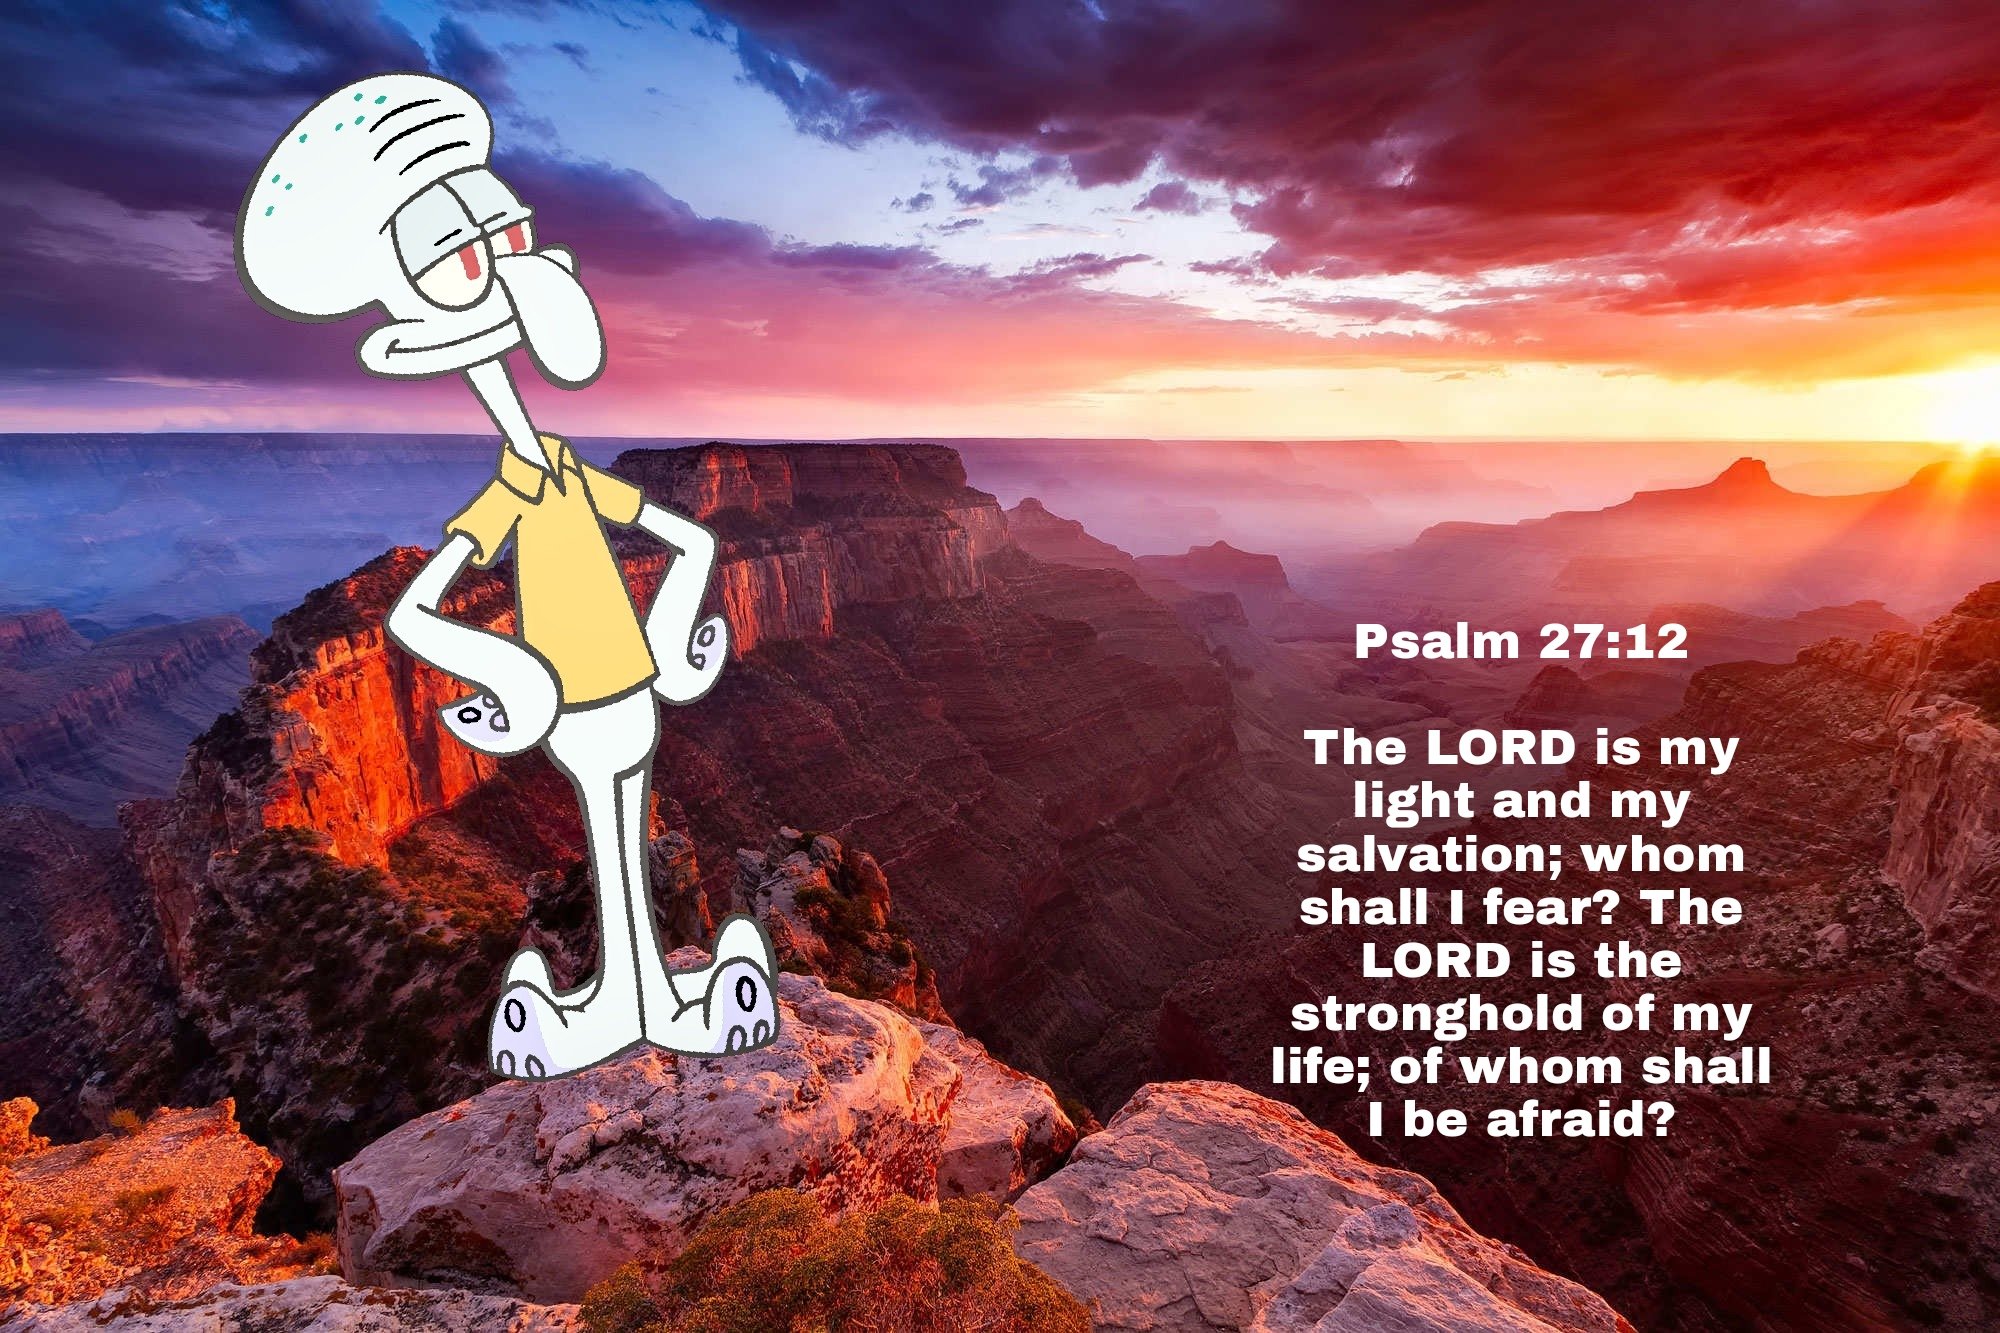 Psalm 27:12
The LORD is my
light and my
salvation; whom
shall I fear? The
LORD is the
stronghold of my
life; of whom shall
I be afraid?